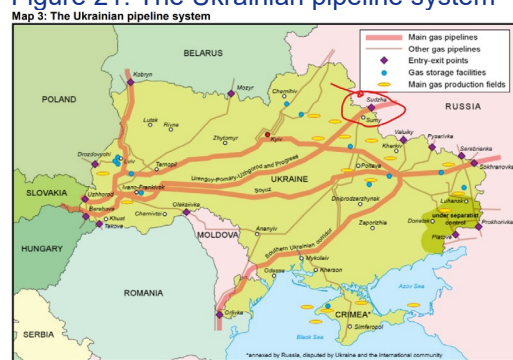 Figure 21: The Ukrainian pipeline system
Map 3: The Ukrainian pipeline system
Main gas pipelines
Other gas pipelines
Entry-exit points
Gas storage facilities
Main gas production fields
BELARUS
POLAND
RUSSIA
Kobryn
Mozyr
Chernihiv
Sudzha
Sumy
Lutsk
Rivne
Zhytomyr
Kyiv
Valuiky
Pysarivka
Serebrianka
Sokhranivka
Kharkiv
Drozdovychi
Lviv
Ternopil
Urengoy-Pomary-Uzhgorod and Progress
Poltava
SLOVAKIA
Uzhhorod
Ivano-Frankivsk
Soyuz
UKRAINE
Luhansk
Beregove
Khust
Tekove
Chernivtsi
Oleksiivka
Dniprodzerzhynsk
Donetsk
under separatist
control
Prokhorivka
Platovo
HUNGARY
MOLDOVA
Ananyiv
Zaporizhia
Southern Ukrainian corridor
Mykolaiv
Kherson
Odessa
ROMANIA
Orlivka
Azov Sea
CRIMEA*
Simferopol
Black Sea
SERBIA
*annexed by Russia, disputed by Ukraine and the international community